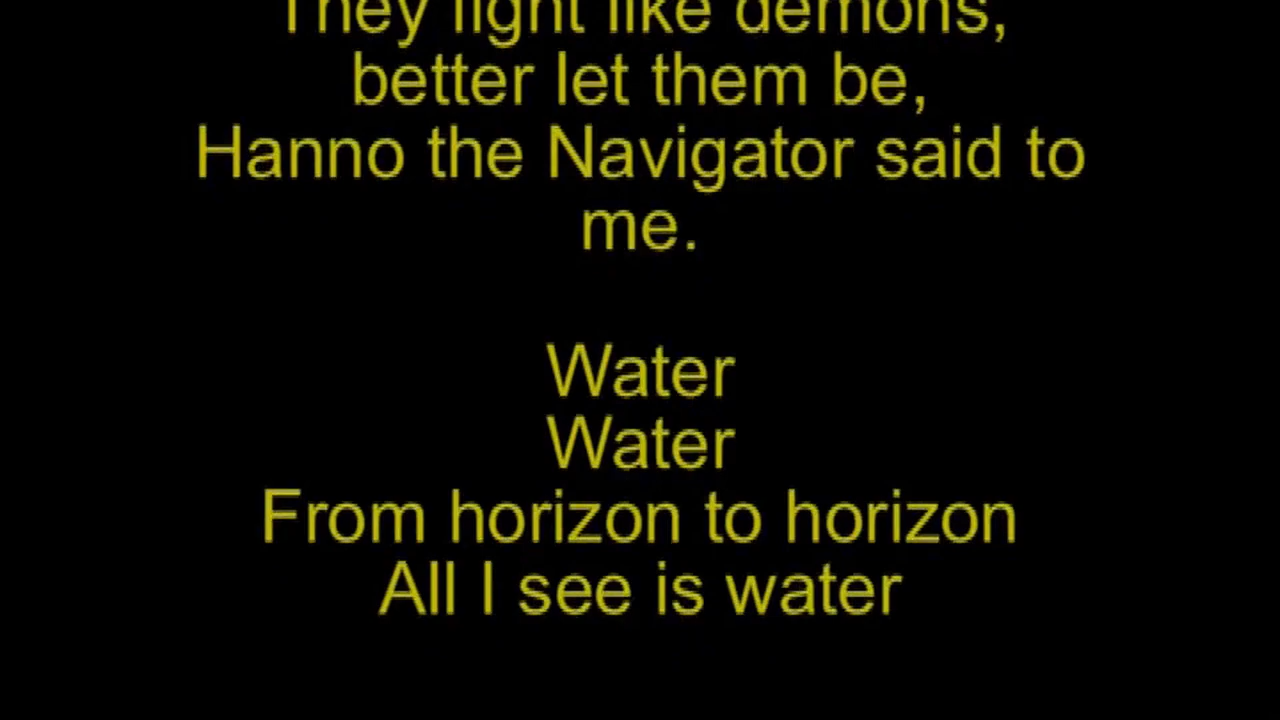 They fight like demons,
better let them be,
Hanno the Navigator said to
me.
Water
Water
From horizon to horizon
All I see is water